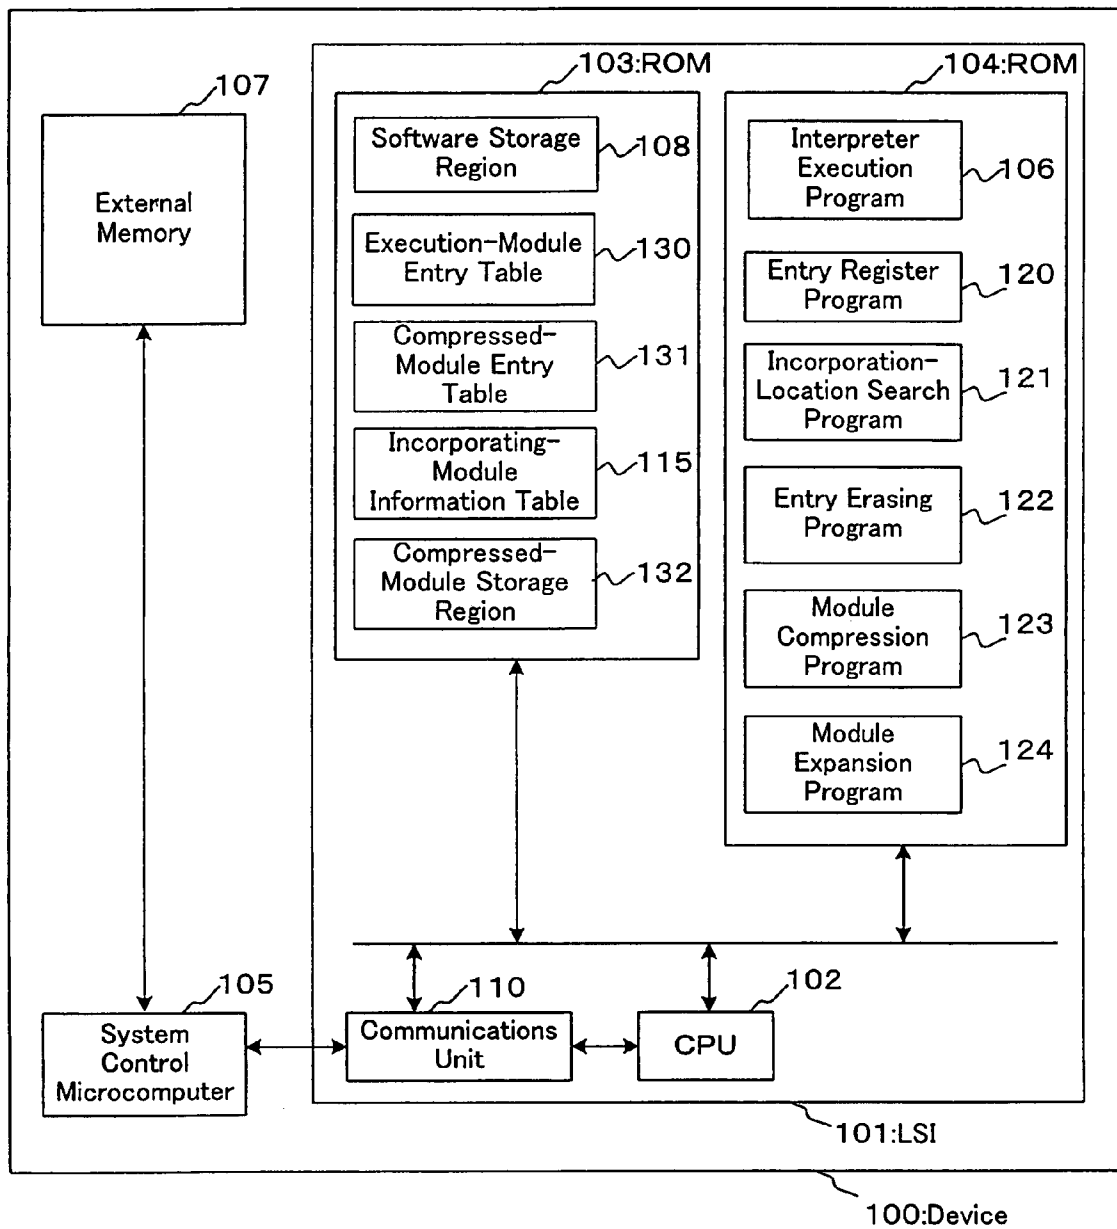 107
External
Memory
103:ROM
Software Storage
Region
108
Execution-Module
Entry Table
130
Compressed-
Module Entry
Table
131
Incorporating-
Module
Information Table
115
Compressed-
Module Storage
Region
132
104:ROM
Interpreter
Execution
Program
106
Entry Register
Program
120
Incorporation-
Location Search
Program
121
Entry Erasing
Program
122
Module
Compression
Program
123
Module
Expansion
Program
124
105
System
Control
Microcomputer
110
Communications
Unit
102
CPU
101:LSI
100:Device